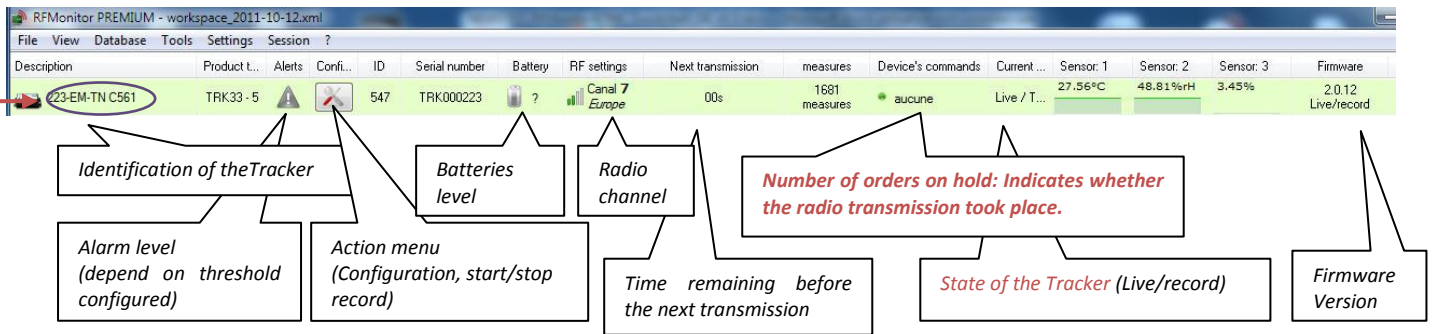 RFMonitor PREMIUM - workspace_2011-10-12.xml
File View Database Tools Settings Session ?
Description Product t... Alerts Confi... ID Serial number Battery RF settings Next transmission measures Device's commands Current ... Sensor: 1 Sensor: 2 Sensor: 3 Firmware
223-EM-TN C561 TRK33 - 5 547 TRK000223 ? Canal 7 00s 1681 aucune Live / T... 27.56°C 48.81%rH 3.45% 2.0.12
Europe measures Live/record
Identification of theTracker
Batteries
level
Radio
channel
Number of orders on hold: Indicates whether
the radio transmission took place.
Alarm level
(depend on threshold
configured)
Action menu
(Configuration, start/stop
record)
Time remaining before
the next transmission
State of the Tracker (Live/record)
Firmware
Version